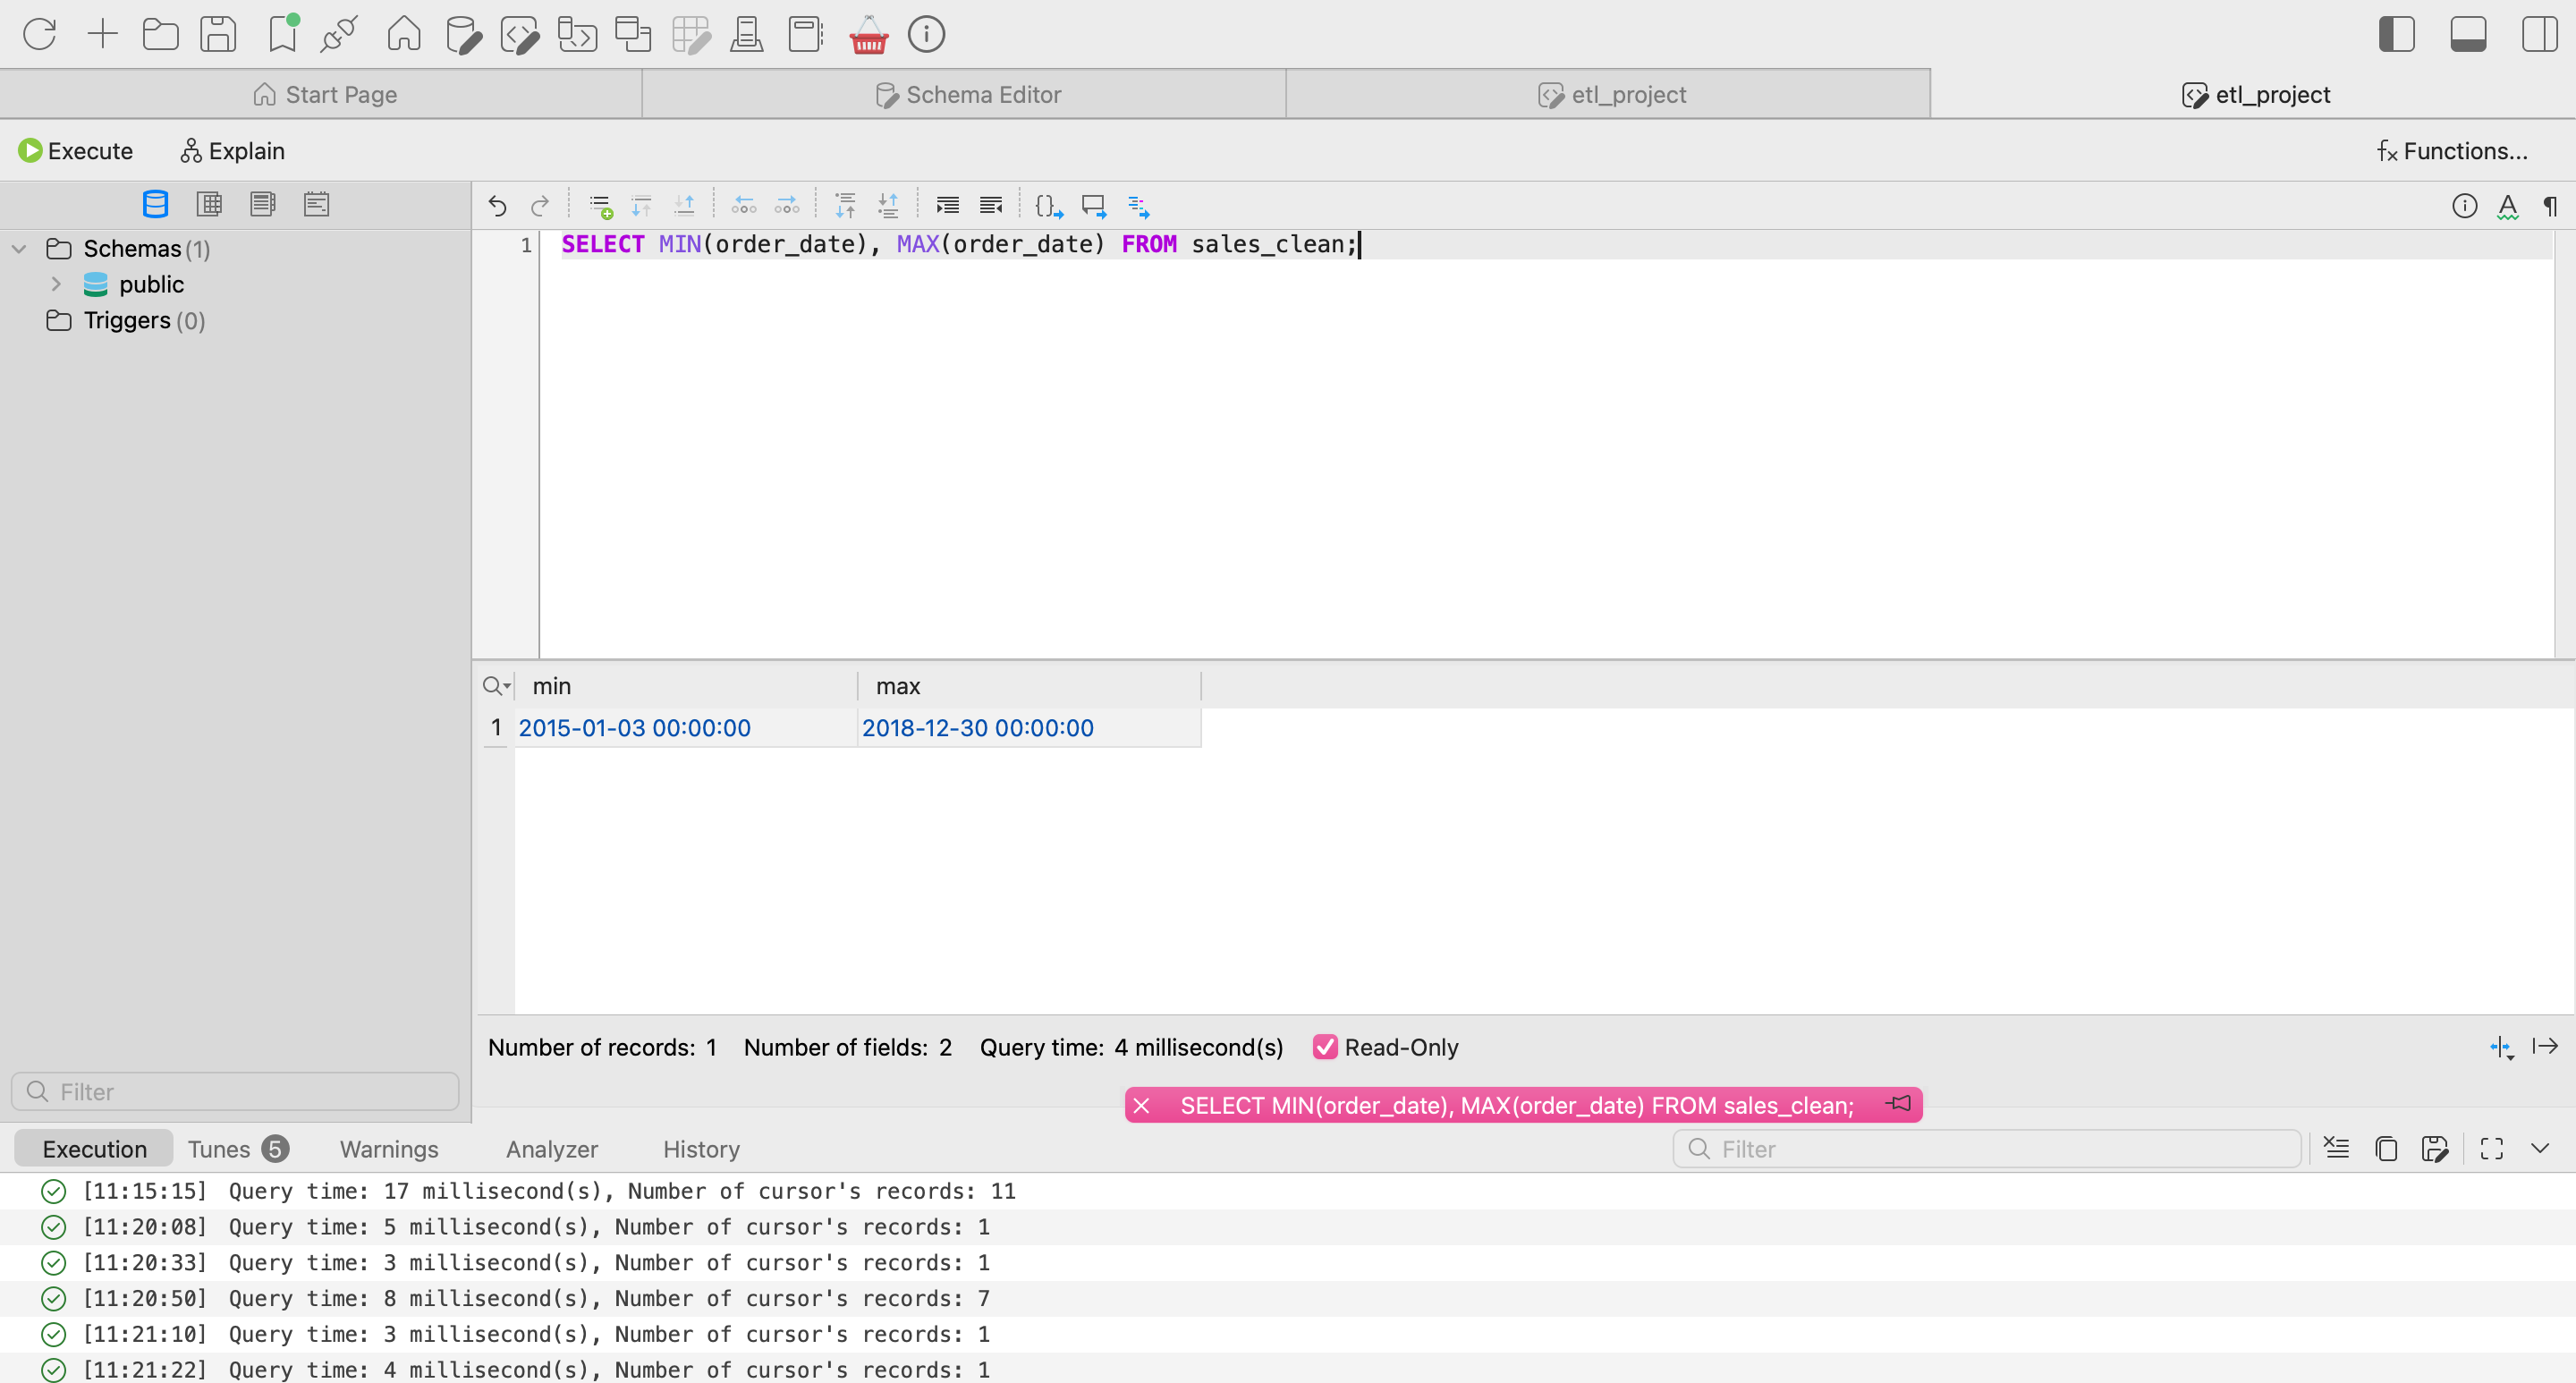 Start Page
Schema Editor
etl_project
etl_project
Execute
Explain
fx Functions...
Schemas (1)
public
Triggers (0)
1 SELECT MIN(order_date), MAX(order_date) FROM sales_clean;
min max
1 2015-01-03 00:00:00 2018-12-30 00:00:00
Number of records: 1 Number of fields: 2 Query time: 4 millisecond(s) Read-Only
Filter
SELECT MIN(order_date), MAX(order_date) FROM sales_clean;
Execution Tunes 5 Warnings Analyzer History Filter
[11:15:15] Query time: 17 millisecond(s), Number of cursor's records: 11
[11:20:08] Query time: 5 millisecond(s), Number of cursor's records: 1
[11:20:33] Query time: 3 millisecond(s), Number of cursor's records: 1
[11:20:50] Query time: 8 millisecond(s), Number of cursor's records: 7
[11:21:10] Query time: 3 millisecond(s), Number of cursor's records: 1
[11:21:22] Query time: 4 millisecond(s), Number of cursor's records: 1